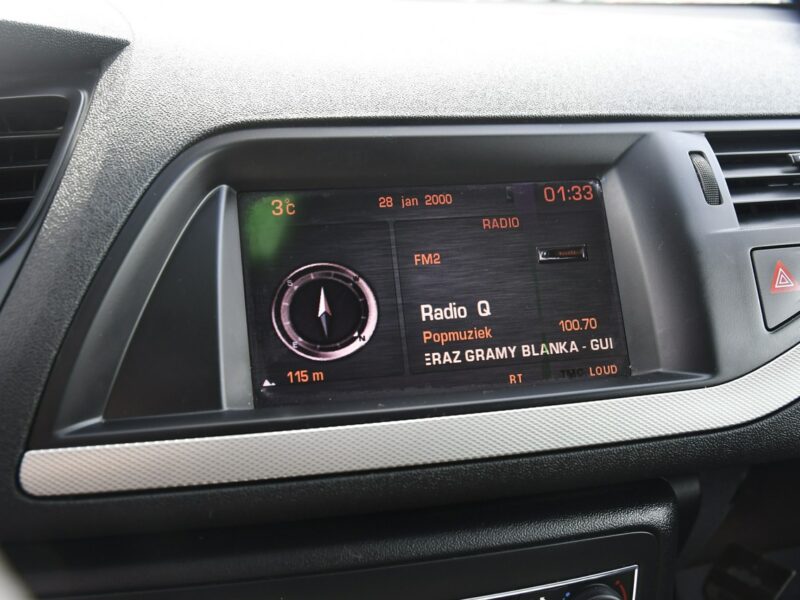 3°C
28 jan 2000
01:33
RADIO
FM2
Radio Q
Popmuziek
100.70
ERAZ GRAMY BLANKA - GUI
115 m
RT
TMC
LOUD
S
E
N